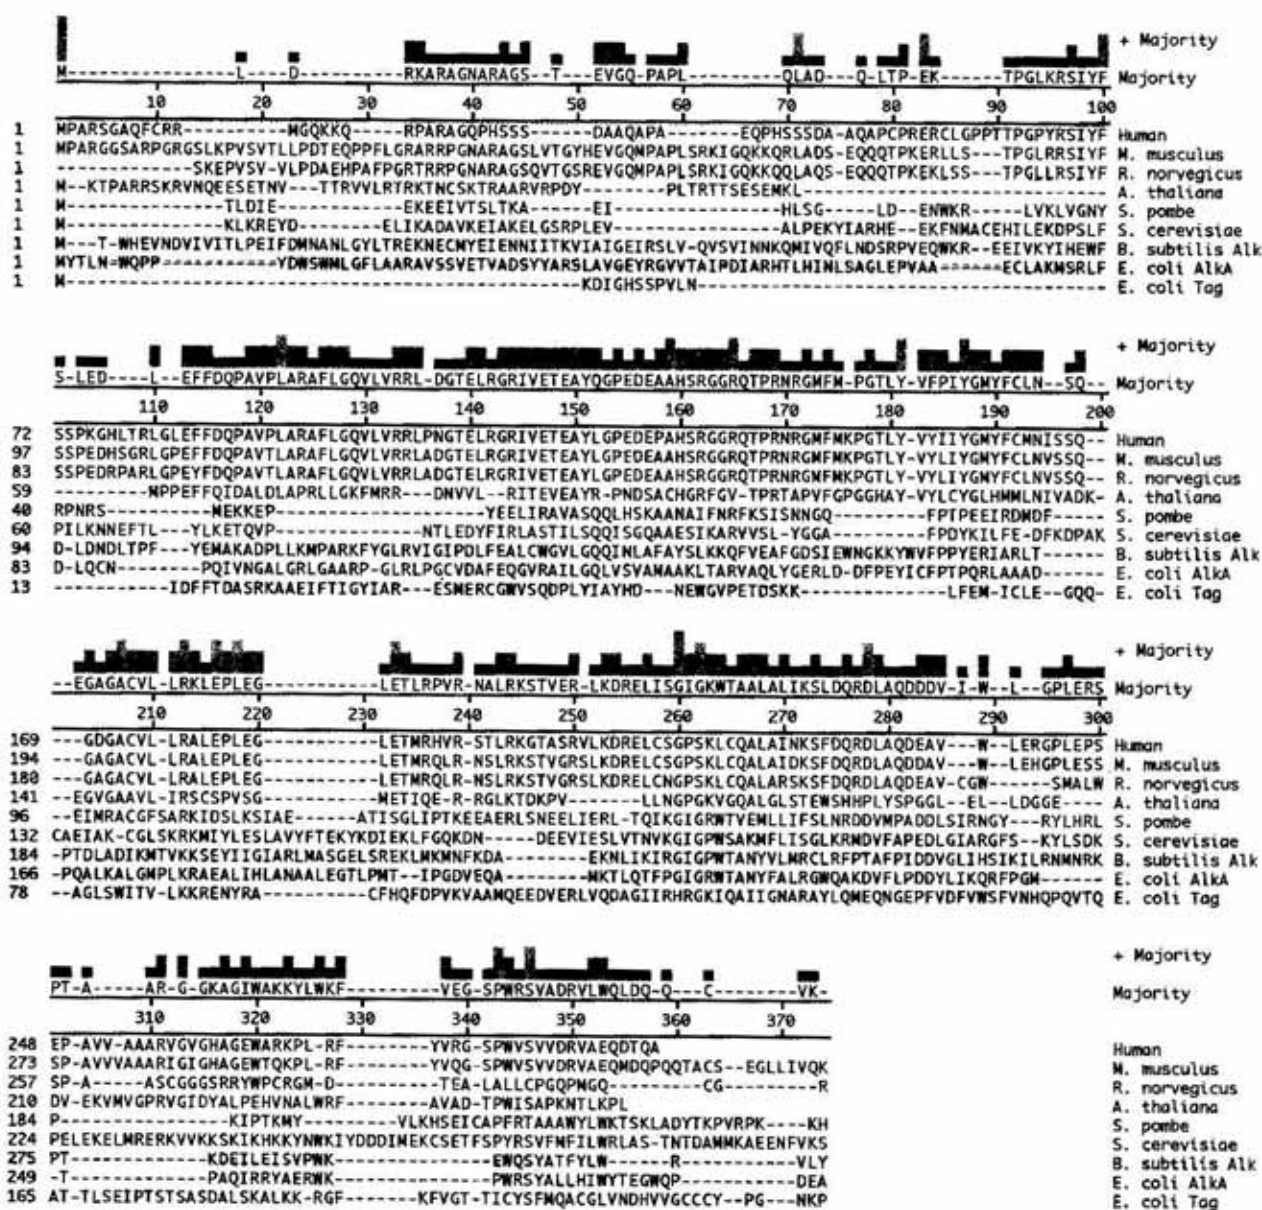 + Majority
M----------------L----D----------RKARAGNARAGS--T---EVGQ-PAPL---------QLAD---Q-LTP-EK------TPGLKRSIYF Majority
10 20 30 40 50 60 70 80 90 100
1 MPARSGAQFCRR----------MGQKKQ-----RPARAGQPHSSS------DAAQAPA-------EQPHSSSDA-AQAPCPRERCLGPPTTPGPYRSIYF Human
1 MPARGGSARPGRGSLKPVSVTLLPDTEQPPFLGRARRPGNARAGSLVTGYHEVGQMPAPLSRKIGQKKQRLADS-EQQQTPKERLLS---TPGLRRSIYF M. musculus
1 -------------SKEPVSV-VLPDAEHPAFPGRTRRPGNARAGSQVTGSREVGQMPAPLSRKIGQKKQQLAQS-EQQQTPKEKLSS---TPGLLRSIYF R. norvegicus
1 M--KTPARRSKRVNQEESETNV---TTRVVLRTRKTNCSKTRAARVRPDY--------PLTRTTSESEMKL----------------------------- A. thaliana
1 M---------------TLDIE---------EKEEIVTSLTKA------EI----------------HLSG------LD--ENWKR------LVKLVGNY S. pombe
1 M---------------KLKREYD-------ELIKADAVKEIAKELGSRPLEV--------------ALPEKYIARHE---EKFNMACEHILEKDPSLF S. cerevisiae
1 M---T-WHEVNDVIVITLPEIFDMNANLGYLTREKNECMYEIENNIITKVIAIGEIRSLV-QVSVINNKQMIVQFLNDSRPVEQWKR---EEIVKYIHEWF B. subtilis Alk
1 MYTLN-WQPP-----------YDWSWMLGFLAARAVSSVETVADSYYARSLAVGEYRGVVTAIPDIARHTLHINLSAGLEPVAA------ECLAKMSRLF E. coli AlkA
1 M-------------------------------------------------KDIGHSSPVLN--------------------------------------- E. coli Tag
+ Majority
S-LED----L---EFFDQPAVPLARAFLGQVLVRRL-DGTELRGRIVETEAYQGPEDEAAHSRGGRQTPRNRGMFM-PGTLY-VFPIYGMYFCLN--SQ-- Majority
110 120 130 140 150 160 170 180 190 200
72 SSPKGHLTRLGLEFFDQPAVPLARAFLGQVLVRRLPNGTELRGRIVETEAYLGPEDEPAHSRGGRQTPRNRGMFMKPGTLY-VYIIYGMYFCMNISSQ-- Human
97 SSPEDHSGRLGPEFFDQPAVTLARAFLGQVLVRRLADGTELRGRIVETEAYLGPEDEAAHSRGGRQTPRNRGMFMKPGTLY-VYLIYGMYFCLNVSSQ-- M. musculus
83 SSPEDRPARLGPEYFDQPAVTLARAFLGQVLVRRLADGTELRGRIVETEAYLGPEDEAAHSRGGRQTPRNRGMFMKPGTLY-VYLIYGMYFCLNVSSQ-- R. norvegicus
59 ---------MPPEFFQIDALDLAPRLLGKFMRR---DNVVL--RITEVEAYR-PNDSACHGRFGV-TPRTAPVFGPGGHAY-VYLCYGLHMMLNIVADK- A. thaliana
40 RPNRS----------MEKKEP--------------------YEELIRAVASQQLHSKAANAIFNRFKSISNNGQ---------FPTPEEIRDMDF------ S. pombe
60 PILKNNEFTL----YLKETQVP--------------NTLEDYFIRLASTILSQQISGQAAESIKARVVSL-YGGA--------FPDYKILFE-DFKDPAK S. cerevisiae
94 D-LDNDLTPF---YEMAKADPLLKMPARKFYGLRVIGIPDLFEALCWGVLGQQINLAFAYSLKKQFVEAFGDSIEWNGKKYWVFPPYERIARLT------ B. subtilis Alk
83 D-LQCN-------PQIVNGALGRLGAARP-GLRLPGCVDAFEQGVRAILGQLVSVAMAAKLTARVAQLYGERLD-DFPEYICFPTPQRLAAAD------ E. coli AlkA
13 -----------IDFFTDASRKAAEIFTIGYIAR---ESMERCGWVSQDPLYIAYHD---NEWGVPETDSKK--------------LFEM-ICLE---GQQ- E. coli Tag
+ Majority
--EGAGACVL-LRKLEPLEG-----------LETLRPVR-NALRKSTVER-LKDRELISGIGKWTAALALIKSLDQRDLAQDDDV-I-W--L--GPLERS Majority
210 220 230 240 250 260 270 280 290 300
169 ---GDGACVL-LRALEPLEG-----------LETMRHVR-STLRKGTASRVLKDRELCSGPSKLCQALAINKSFDQRDLAQDEAV---W--LERGPLEPS Human
194 ---GAGACVL-LRALEPLEG-----------LETMRQLR-NSLRKSTVGRSLKDRELCSGPSKLCQALAIDKSFDQRDLAQDDAV---W--LEHGPLESS M. musculus
180 ---GAGACVL-LRALEPLEG-----------LETMRQLR-NSLRKSTVGRSLKDRELCNGPSKLCQALARSKSFDQRDLAQDEAV-CGW-----SMALW R. norvegicus
141 --EGVGAAVL-IRSCSPVSG-----------METIQE-R-RGLKTDKPV-------LLNGPGKVGQALGLSTEWSHHPLYSPGGL--EL--LDGGE---- A. thaliana
96 --EIMRACGFSARKIDSLKSIAE--------ATISGLIPTKEEAERLSNEELIERL-TQIKGIGRWTVEMLLIFSLNRDDVMPADDLSIRNGY--RYLHRL S. pombe
132 CAEIAK-CGLSKRKMIYLESLAVYFTEKYKDIEKLFGQKDN-----DEEVIESLVTNVKGIGPWSAKMFLISGLKRMDVFAPEDLGIARGFS--KYLSDK S. cerevisiae
184 -PTDLADIKMTVKKSEYIIGIARLMASGELSREKLMKMNFKDA--------EKNLIKIRGIGPWTANYVLMRCLRFPTAFPIDDVGLIHSIKILRNMNRK B. subtilis Alk
166 -PQALKALGMPLKRAEALIHLANAALEGTLPMT--IPGDVEQA--------MKTLQTFPGIGRWTANYFALRGWQAKDVFLPDDYLIKQRFPGM------ E. coli AlkA
78 ---AGLSWITV-LKKRENYRA----------CFHQFDPVKVAAMQEEDVERLVQDAGIIRHRGKIQAIIGNARAYLQMEQNGEPFVDFVWSFVNHQPQVTQ E. coli Tag
+ Majority
PT-A-----AR-G-GKAGIWAKKYLWKF---------VEG-SPWRSVADRVLWQLDQ-Q---C--------VK- Majority
310 320 330 340 350 360 370
248 EP-AVV-AAARVGVGHAGEWARKPL-RF---------YVRG-SPWVSVVDRVAEQDTQA Human
273 SP-AVVVAAARIGIGHAGEWTQKPL-RF---------YVQG-SPWVSVVDRVAEQMDQPQQTACS--EGLLIVQK M. musculus
257 SP-A-----ASCGGGSRRYWPCRGM-D----------TEA-LALLCPGQPMGQ---------CG---------R R. norvegicus
210 DV-EKVMVGPRVGIDYALPEHVNALWRF---------AVAD-TPWISAPKNTLKPL A. thaliana
184 P----------------KIPTKMY---------VLKHSEICAPFRTAAAWYLWKTSKLADYTKPVRPK----KH S. pombe
224 PELEKELMRERKVVKKSKIKHKKYNWKIYDDDIMEKCSETFSPYRSVFMFILWRLAS-TNTDAMMKAEENFVKS S. cerevisiae
275 PT-------------KDEILEISVPWK--------------EWQSYATFYLW------R-----------VLY B. subtilis Alk
249 -T-------------PAQIRRYAERWK--------------PWRSYALLHIWYTEGWQP-----------DEA E. coli AlkA
165 AT-TLSEIPTSTSASDALSKALKK-RGF-------KFVGT-TICYSFMQACGLVNDHVVGCCCY--PG---NKP E. coli Tag